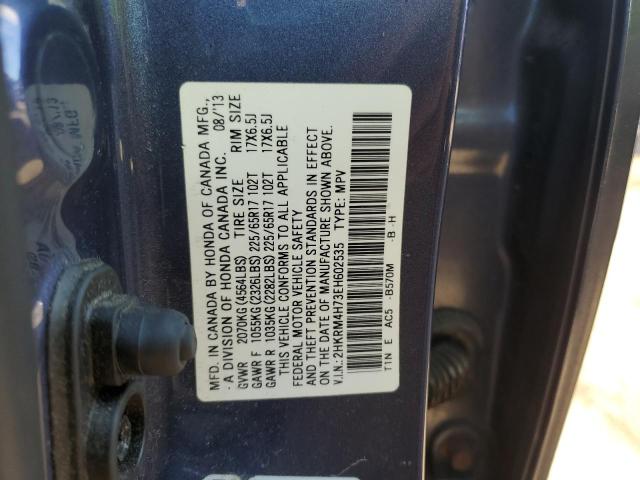 MFD. IN CANADA BY HONDA OF CANADA MFG.,
- A DIVISION OF HONDA CANADA INC. 08/'13
GVWR 2070KG (4564LBS) TIRE SIZE RIM SIZE
GAWR F 1055KG (2326LBS) 225/65R17 102T 17X6.5J
GAWR R 1035KG (2282LBS) 225/65R17 102T 17X6.5J
THIS VEHICLE CONFORMS TO ALL APPLICABLE
FEDERAL MOTOR VEHICLE SAFETY
AND THEFT PREVENTION STANDARDS IN EFFECT
ON THE DATE OF MANUFACTURE SHOWN ABOVE.
V.I.N.:2HKRM4H73EH602535 TYPE: MPV
TIN E AC5 -B570M -B -H